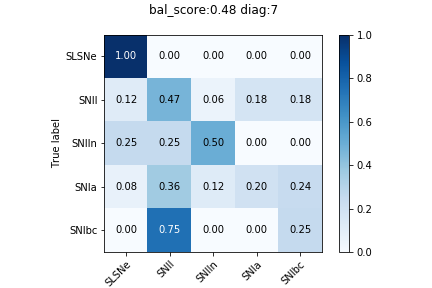 bal_score:0.48 diag:7
SLSNe 1.00 0.00 0.00 0.00 0.00
SNII 0.12 0.47 0.06 0.18 0.18
SNIIn 0.25 0.25 0.50 0.00 0.00
SNIa 0.08 0.36 0.12 0.20 0.24
SNIbc 0.00 0.75 0.00 0.00 0.25
True label
SLSNe SNII SNIIn SNIa SNIbc
1.0
0.8
0.6
0.4
0.2
0.0